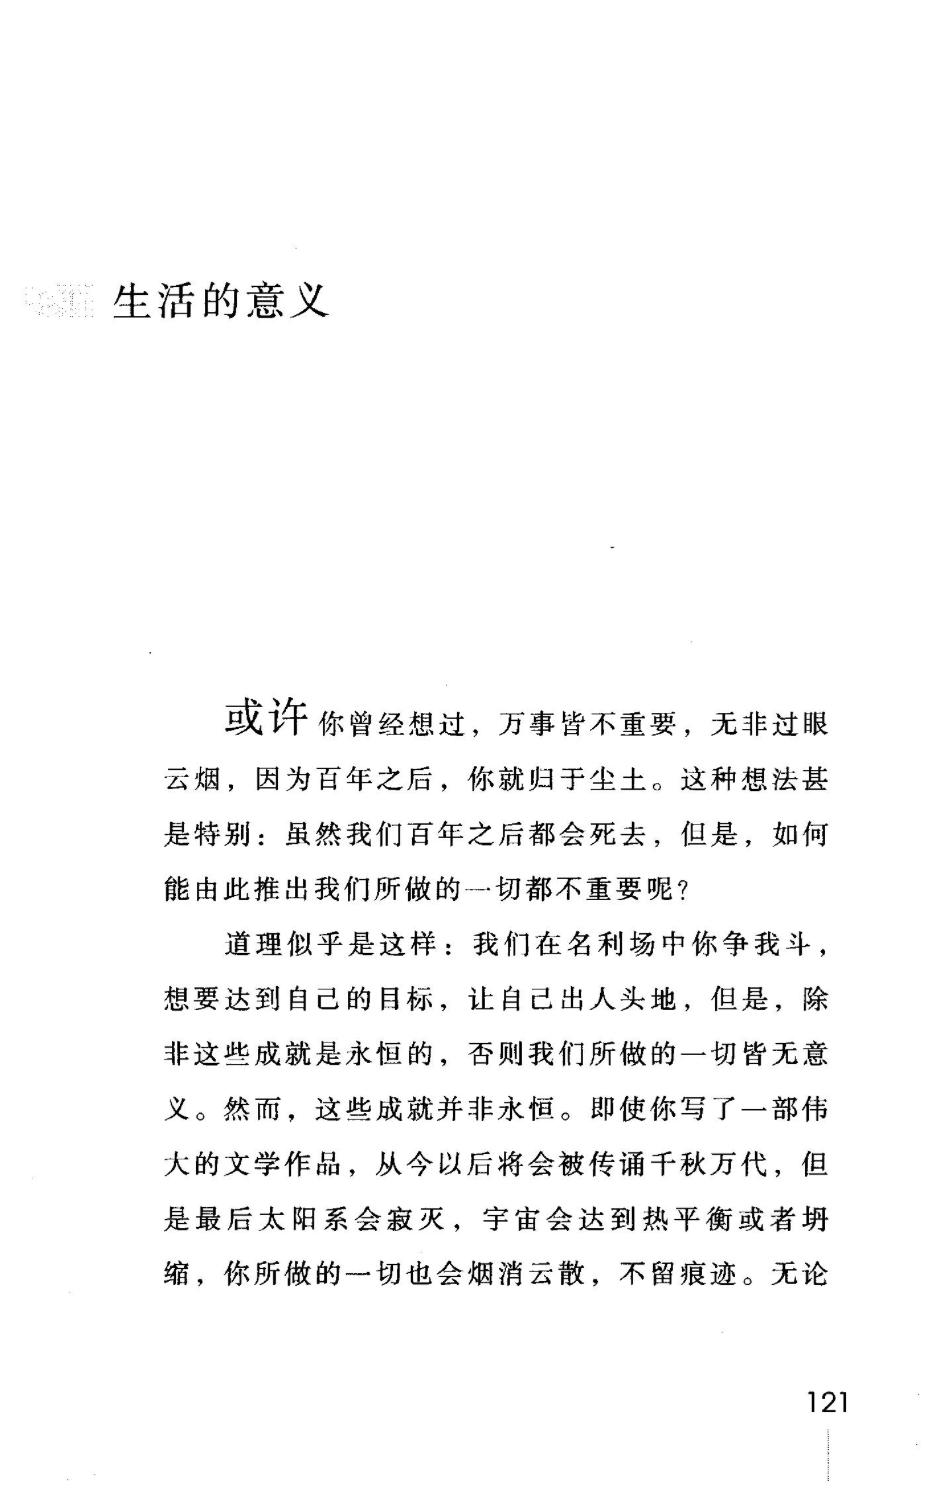 生活的意义
或许你曾经想过，万事皆不重要，无非过眼
云烟，因为百年之后，你就归于尘土。这种想法甚
是特别：虽然我们百年之后都会死去，但是，如何
能由此推出我们所做的一切都不重要呢？
道理似乎是这样：我们在名利场中你争我斗，
想要达到自己的目标，让自己出人头地，但是，除
非这些成就是永恒的，否则我们所做的一切皆无意
义。然而，这些成就并非永恒。即使你写了一部伟
大的文学作品，从今以后将会被传诵千秋万代，但
是最后太阳系会寂灭，宇宙会达到热平衡或者坍
缩，你所做的一切也会烟消云散，不留痕迹。无论
121